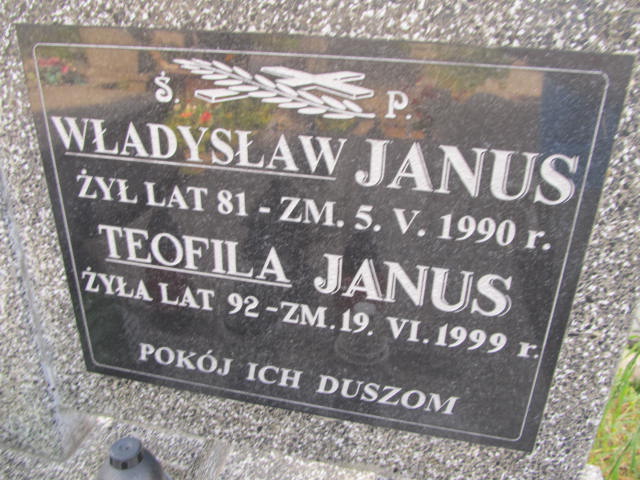 Ś. P.
WŁADYSŁAW JANUS
ŻYŁ LAT 81 - ZM. 5. V. 1990 r.
TEOFILA JANUS
ŻYŁA LAT 92 - ZM. 19. VI. 1999 r.
POKÓJ ICH DUSZOM